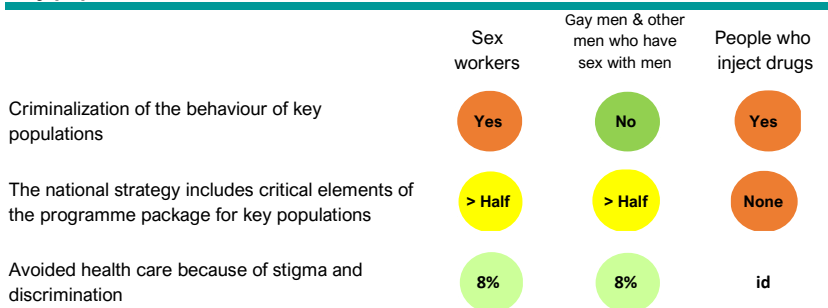 Sex
workers
Gay men & other
men who have
sex with men
People who
inject drugs
Criminalization of the behaviour of key
populations
Yes
No
Yes
The national strategy includes critical elements of
the programme package for key populations
> Half
> Half
None
Avoided health care because of stigma and
discrimination
8%
8%
id